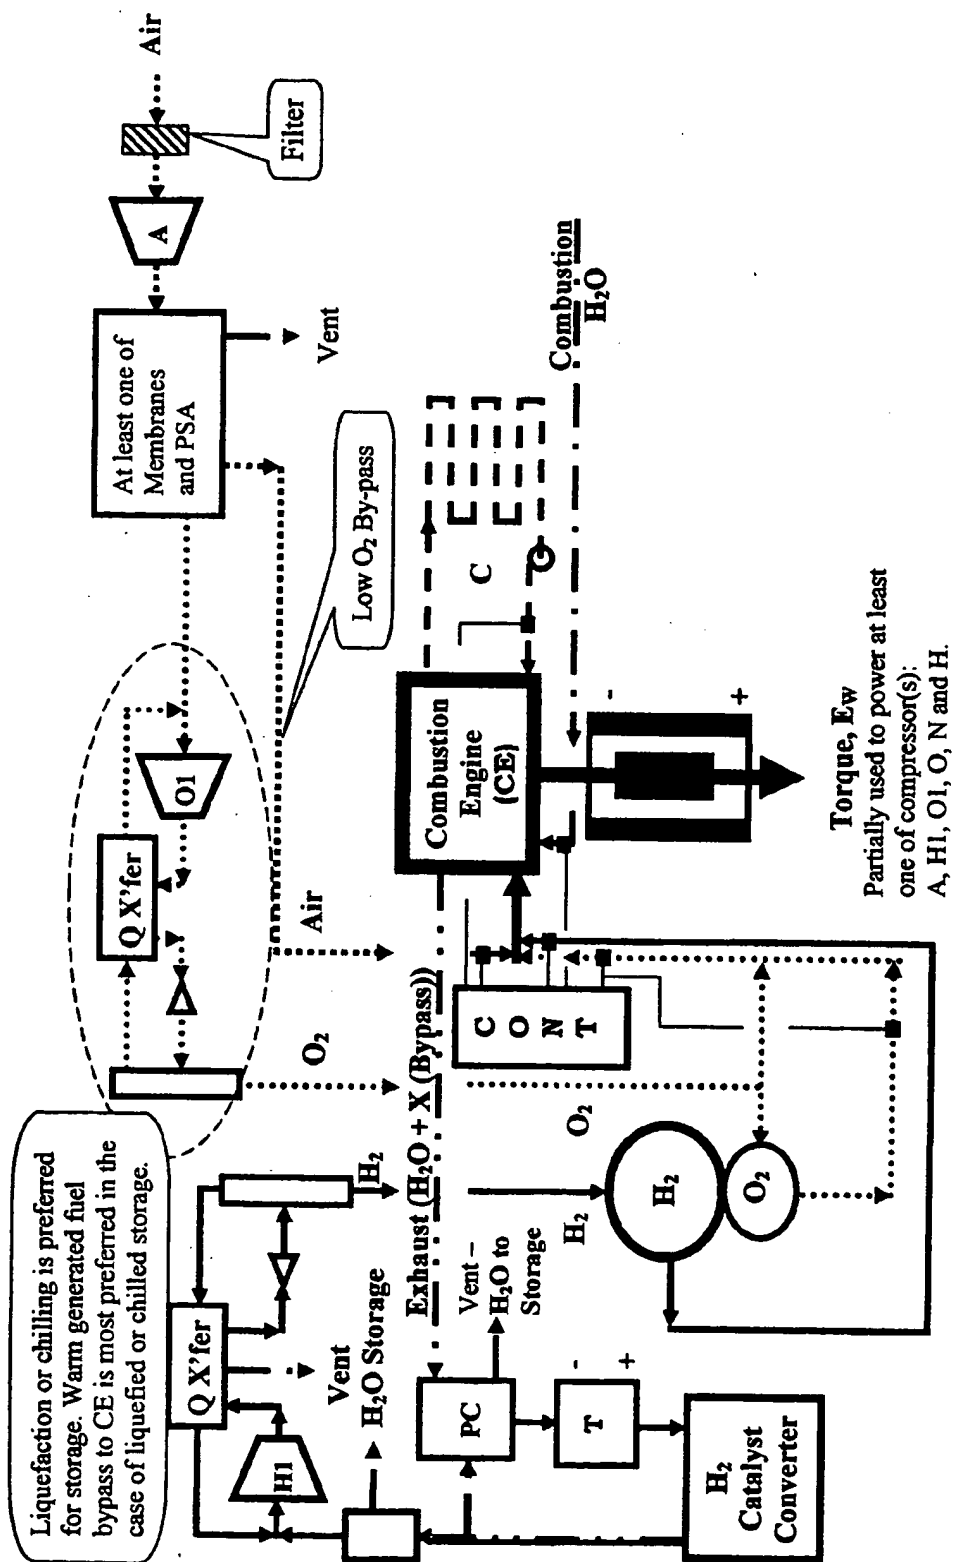 Liquefaction or chilling is preferred
for storage. Warm generated fuel
bypass to CE is most preferred in the
case of liquefied or chilled storage.
Q X'fer
H1
Vent
H₂O Storage
H₂
Q X'fer
O1
O₂
At least one of
Membranes
and PSA
Vent
A
Filter
Air
Low O₂ By-pass
Air
Exhaust (H₂O + X (Bypass))
Vent –
H₂O to
Storage
PC
- T +
H₂
Catalyst
Converter
H₂
H₂
O₂
O₂
C
O
N
T
Combustion
Engine
(CE)
C
Combustion
H₂O
-
+
Torque, Ew
Partially used to power at least
one of compressor(s):
A, H1, O1, O, N and H.